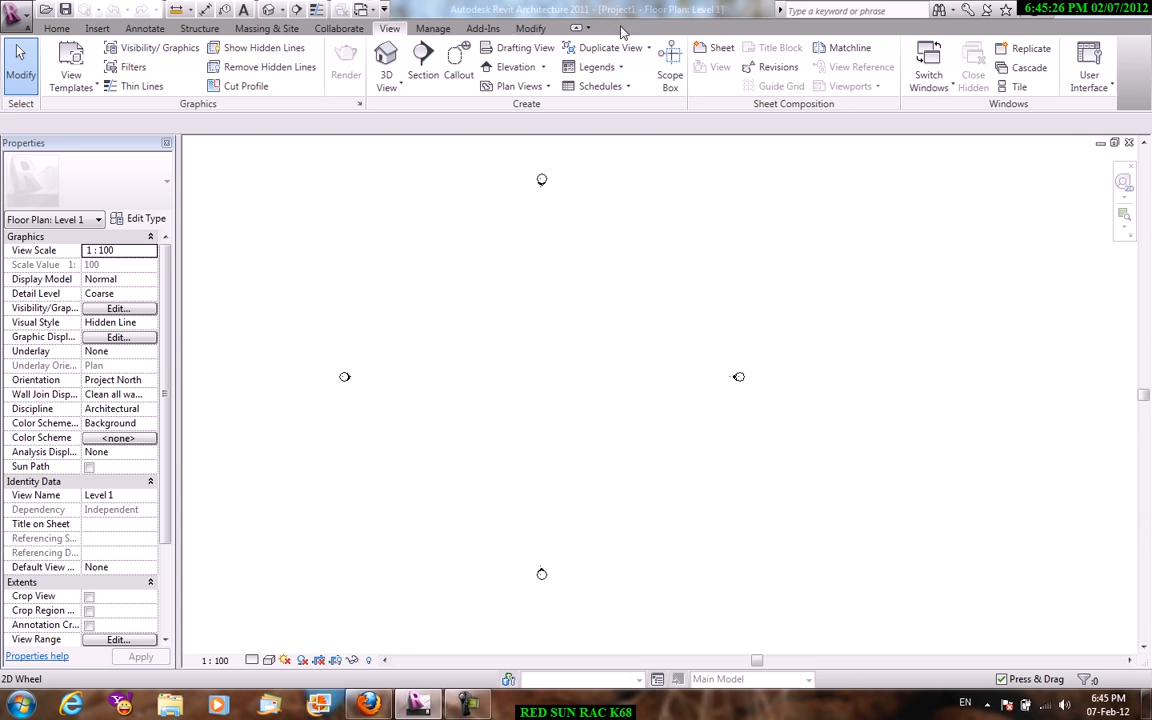 Autodesk Revit Architecture 2011 - [Project1 - Floor Plan: Level 1]
Type a keyword or phrase
6:45:26 PM 02/07/2012
Home Insert Annotate Structure Massing & Site Collaborate View Manage Add-Ins Modify
Modify
View Templates
Visibility/ Graphics
Filters
Thin Lines
Show Hidden Lines
Remove Hidden Lines
Cut Profile
Render
3D View
Section
Callout
Drafting View
Elevation
Plan Views
Duplicate View
Legends
Schedules
Scope Box
Sheet
View
Title Block
Revisions
Guide Grid
Matchline
View Reference
Viewports
Switch Windows
Close Hidden
Replicate
Cascade
Tile
User Interface
Select Graphics Create Sheet Composition Windows
Properties
Floor Plan: Level 1 Edit Type
Graphics
View Scale 1 : 100
Scale Value 1: 100
Display Model Normal
Detail Level Coarse
Visibility/Grap... Edit...
Visual Style Hidden Line
Graphic Displ... Edit...
Underlay None
Underlay Orie... Plan
Orientation Project North
Wall Join Disp... Clean all wa...
Discipline Architectural
Color Scheme... Background
Color Scheme <none>
Analysis Displ... None
Sun Path
Identity Data
View Name Level 1
Dependency Independent
Title on Sheet
Referencing S...
Referencing D...
Default View ... None
Extents
Crop View
Crop Region ...
Annotation Cr...
View Range Edit...
Properties help Apply
1 : 100
2D
2D Wheel
:0
Main Model
Press & Drag
EN
6:45 PM
07-Feb-12
RED SUN RAC K68